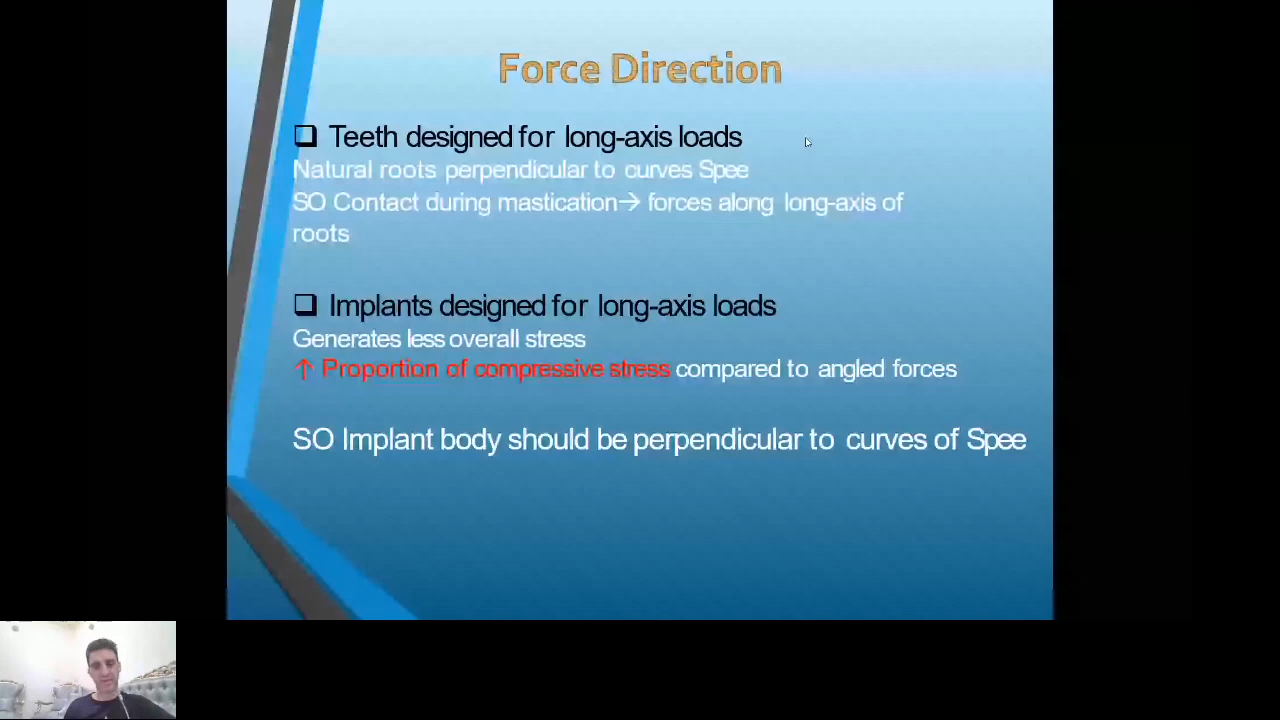 Force Direction
❑ Teeth designed for long-axis loads
Natural roots perpendicular to curves Spee
SO Contact during mastication→ forces along long-axis of
roots
❑ Implants designed for long-axis loads
Generates less overall stress
↑ Proportion of compressive stress compared to angled forces
SO Implant body should be perpendicular to curves of Spee